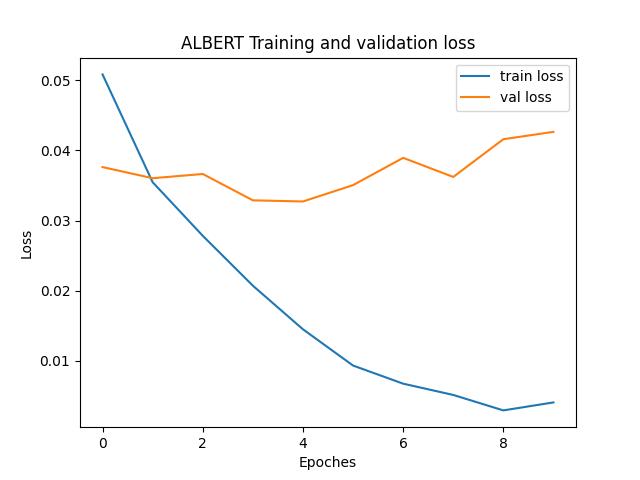 ALBERT Training and validation loss
train loss
val loss
0.05
0.04
0.03
0.02
0.01
Loss
0 2 4 6 8
Epoches